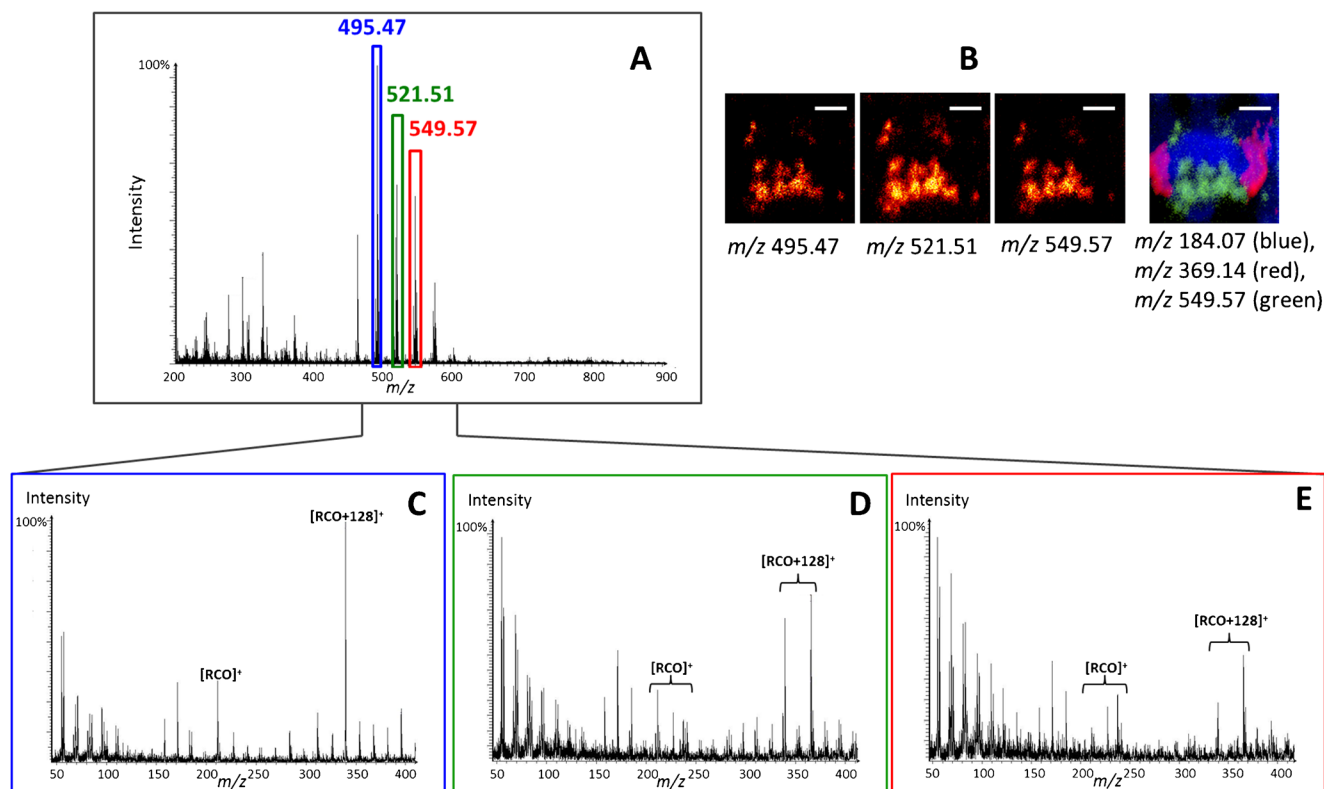 495.47
A
521.51
549.57
100%
Intensity
200 300 400 500 600 700 800 900
m/z
B
m/z 495.47
m/z 521.51
m/z 549.57
m/z 184.07 (blue),
m/z 369.14 (red),
m/z 549.57 (green)
Intensity
C
100%
[RCO+128]⁺
[RCO]⁺
50 100 150 200 250 300 350 400
m/z
Intensity
D
100%
[RCO+128]⁺
[RCO]⁺
50 100 150 200 250 300 350 400
m/z
Intensity
E
100%
[RCO+128]⁺
[RCO]⁺
50 100 150 200 250 300 350 400
m/z